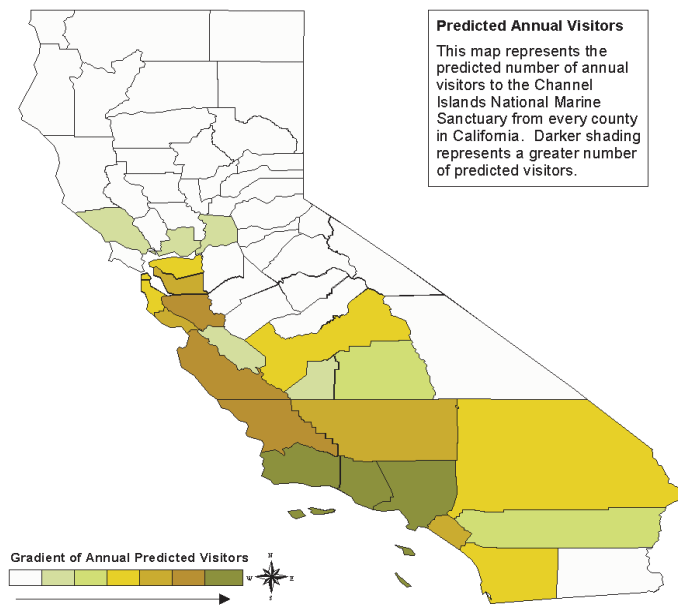 Predicted Annual Visitors
This map represents the
predicted number of annual
visitors to the Channel
Islands National Marine
Sanctuary from every county
in California.  Darker shading
represents a greater number
of predicted visitors.
Gradient of Annual Predicted Visitors
N
W E
S